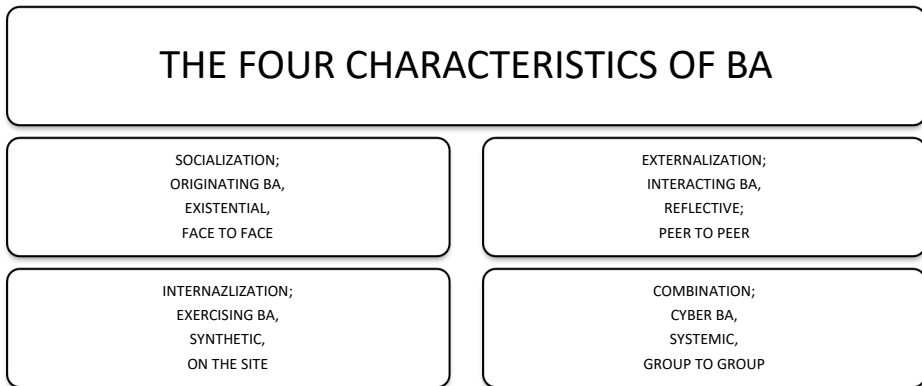 THE FOUR CHARACTERISTICS OF BA
SOCIALIZATION;
ORIGINATING BA,
EXISTENTIAL,
FACE TO FACE
EXTERNALIZATION;
INTERACTING BA,
REFLECTIVE;
PEER TO PEER
INTERNAZLIZATION;
EXERCISING BA,
SYNTHETIC,
ON THE SITE
COMBINATION;
CYBER BA,
SYSTEMIC,
GROUP TO GROUP